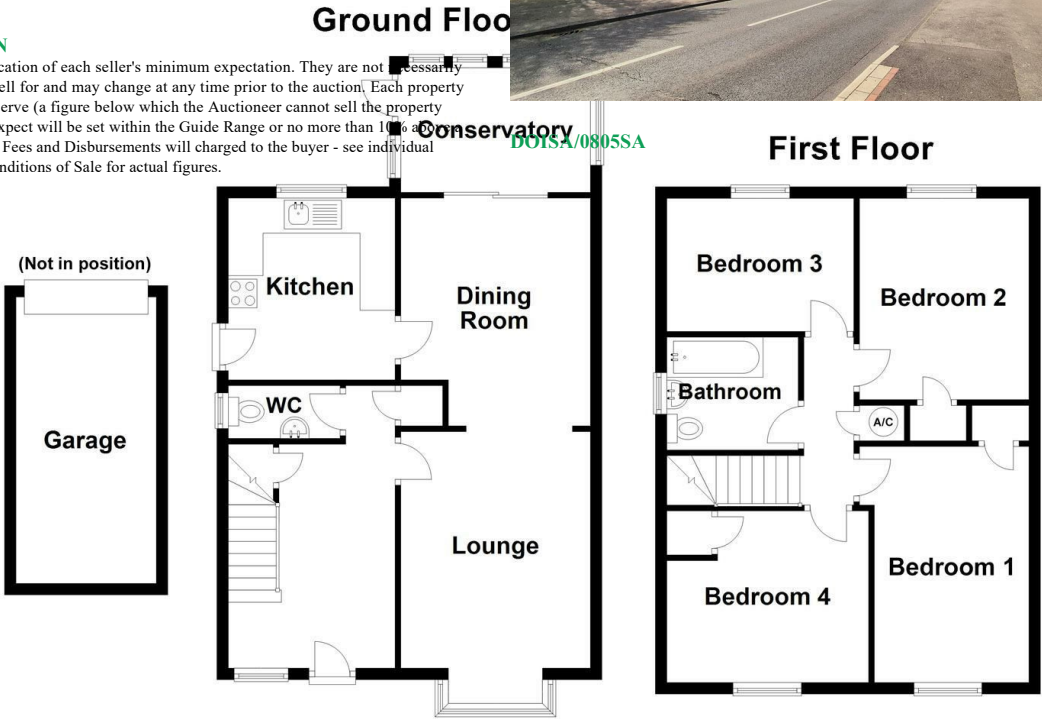 Ground Floo
N
cation of each seller's minimum expectation. They are not necessarily
ell for and may change at any time prior to the auction. Each property
erve (a figure below which the Auctioneer cannot sell the property
xpect will be set within the Guide Range or no more than 10% above a
Fees and Disbursements will charged to the buyer - see individual
nditions of Sale for actual figures.
DOISA/0805SA
Conservatory
First Floor
(Not in position)
Garage
Kitchen
Dining
Room
WC
Lounge
Bedroom 3
Bedroom 2
Bathroom
A/C
Bedroom 1
Bedroom 4